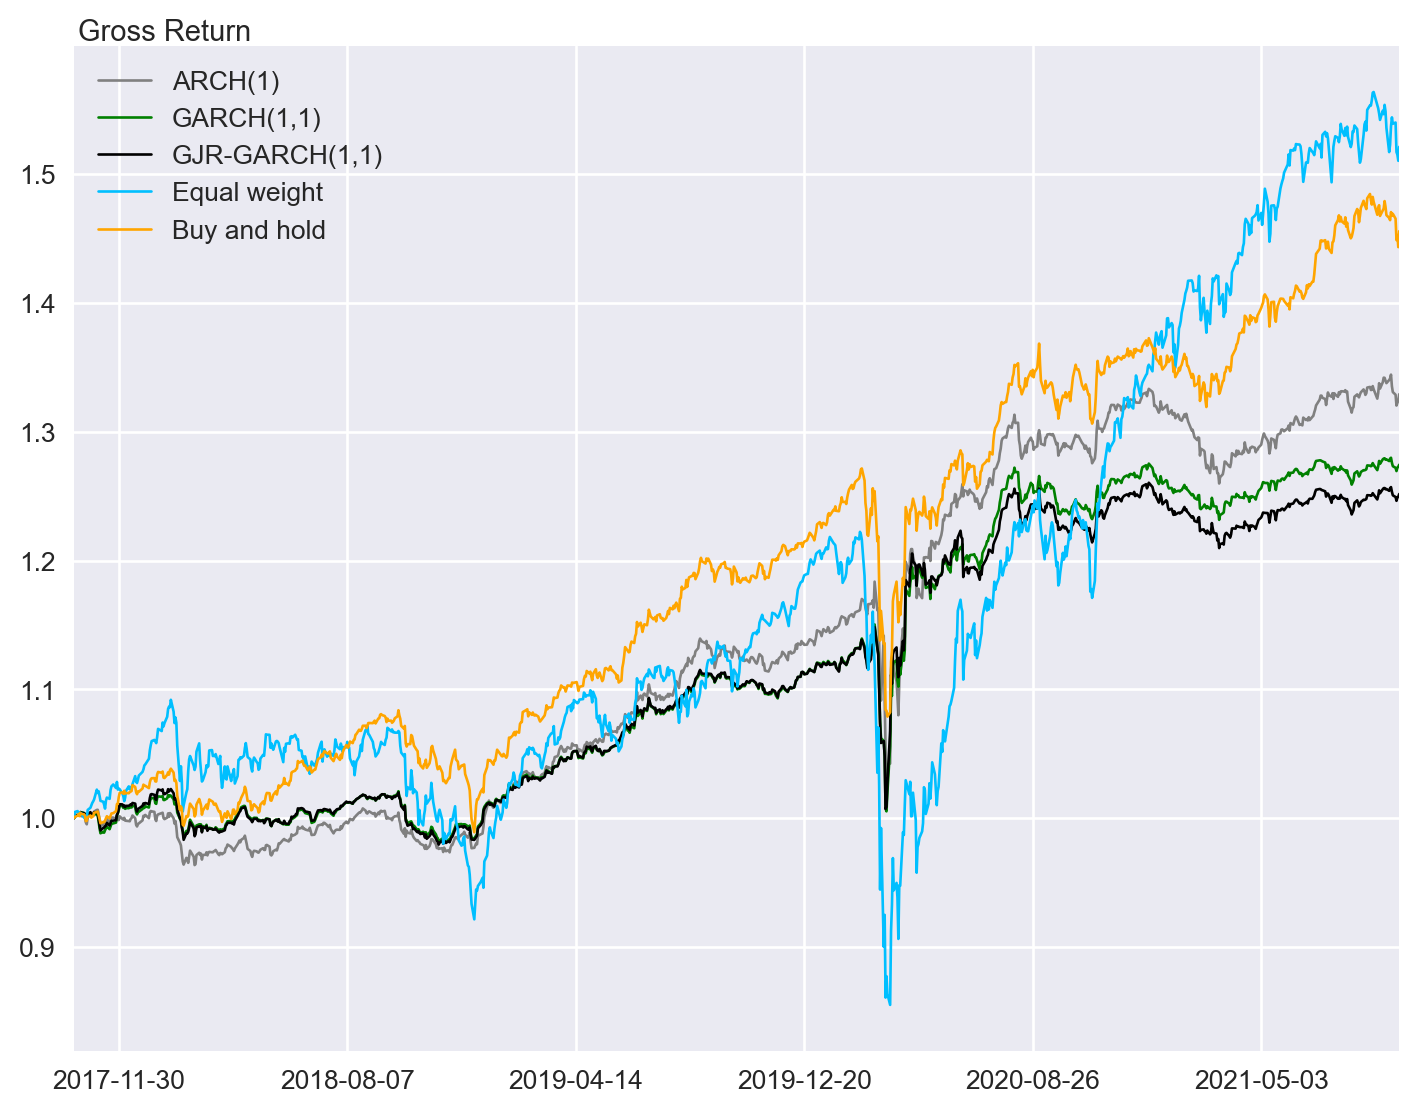 Gross Return
ARCH(1)
GARCH(1,1)
GJR-GARCH(1,1)
Equal weight
Buy and hold
1.5
1.4
1.3
1.2
1.1
1.0
0.9
2017-11-30 2018-08-07 2019-04-14 2019-12-20 2020-08-26 2021-05-03